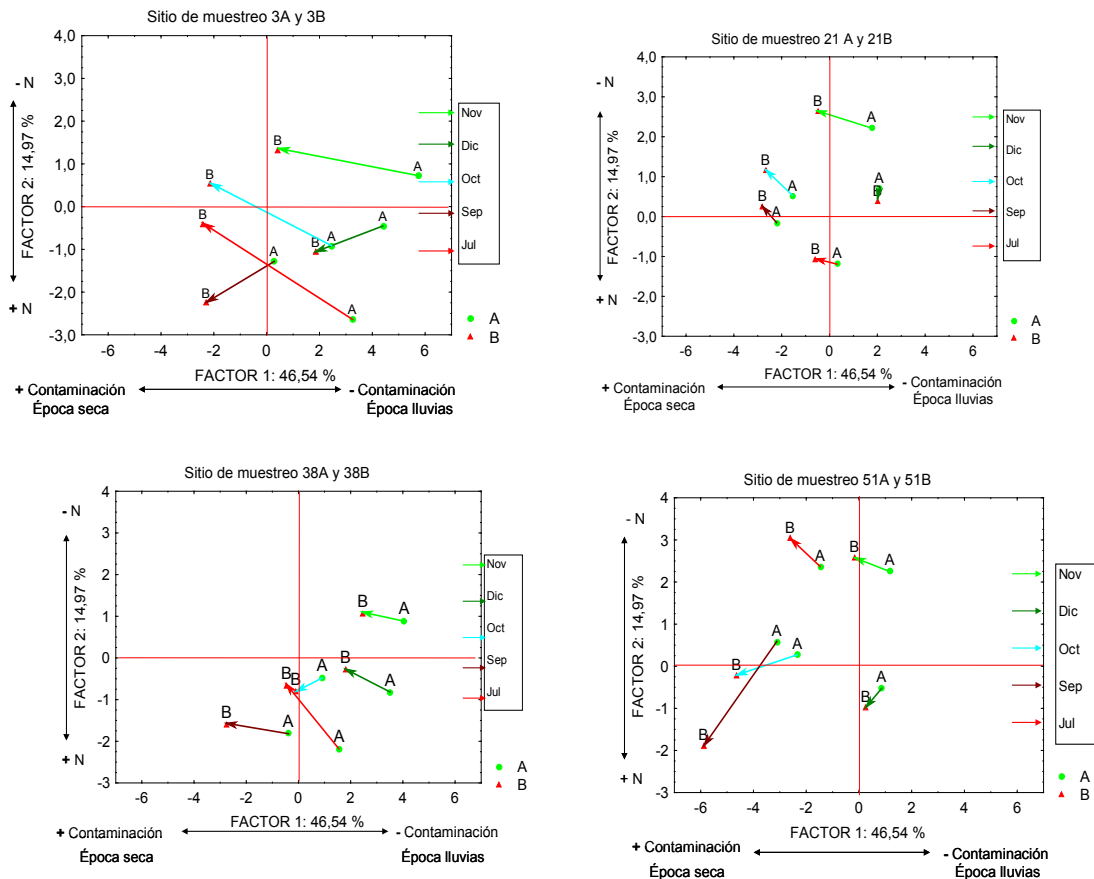 Sitio de muestreo 3A y 3B
4,0
3,0
2,0
1,0
0,0
-1,0
-2,0
-3,0
- N
+ N
FACTOR 2: 14,97 %
B
A
B
B
A
A
B
A
B
A
Nov
Dic
Oct
Sep
Jul
A
B
-6 -4 -2 0 2 4 6
FACTOR 1: 46,54 %
+ Contaminación
Época seca
- Contaminación
Época lluvias
Sitio de muestreo 21 A y 21B
4,0
3,0
2,0
1,0
0,0
-1,0
-2,0
-3,0
- N
+ N
FACTOR 2: 14,97 %
B
A
B
A
A
B
B
A
B
A
Nov
Dic
Oct
Sep
Jul
A
B
-6 -4 -2 0 2 4 6
FACTOR 1: 46,54 %
+ Contaminación
Época seca
- Contaminación
Época lluvias
Sitio de muestreo 38A y 38B
4
3
2
1
0
-1
-2
-3
- N
+ N
FACTOR 2: 14,97 %
B
A
B
A
B
B
A
B
A
A
Nov
Dic
Oct
Sep
Jul
A
B
-6 -4 -2 0 2 4 6
FACTOR 1: 46,54 %
+ Contaminación
Época seca
- Contaminación
Época lluvias
Sitio de muestreo 51A y 51B
4
3
2
1
0
-1
-2
-3
- N
+ N
FACTOR 2: 14,97 %
B
A
B
A
A
A
B
A
B
B
Nov
Dic
Oct
Sep
Jul
A
B
-6 -4 -2 0 2 4 6
FACTOR 1: 46,54 %
+ Contaminación
Época seca
- Contaminación
Época lluvias